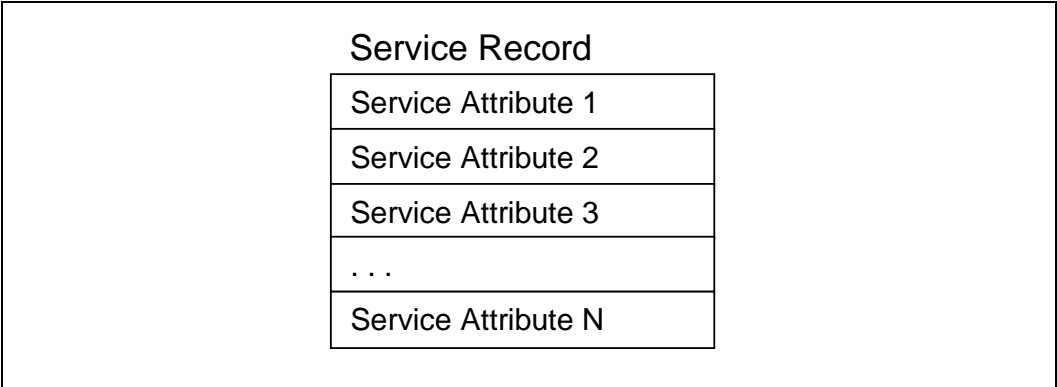 Service Record
Service Attribute 1
Service Attribute 2
Service Attribute 3
. . .
Service Attribute N